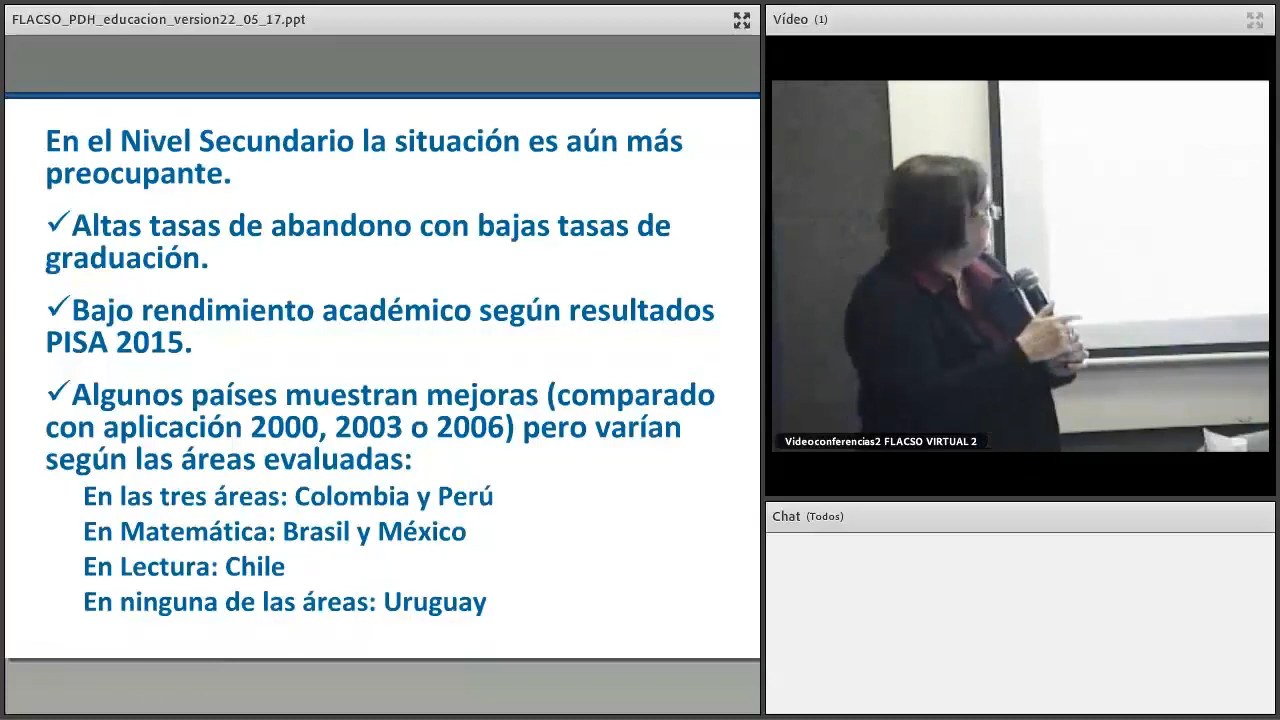 FLACSO_PDH_educacion_version22_05_17.ppt
En el Nivel Secundario la situación es aún más
preocupante.
✓Altas tasas de abandono con bajas tasas de
graduación.
✓Bajo rendimiento académico según resultados
PISA 2015.
✓Algunos países muestran mejoras (comparado
con aplicación 2000, 2003 o 2006) pero varían
según las áreas evaluadas:
En las tres áreas: Colombia y Perú
En Matemática: Brasil y México
En Lectura: Chile
En ninguna de las áreas: Uruguay
Vídeo (1)
Videoconferencias2 FLACSO VIRTUAL 2
Chat (Todos)